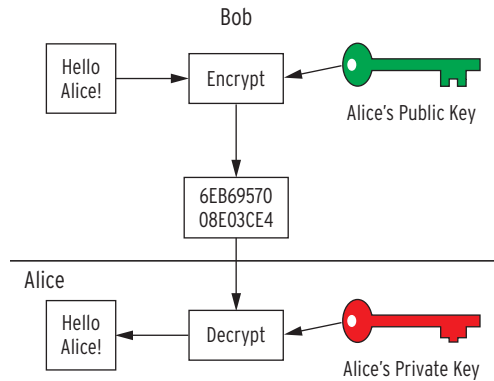 Bob
Hello
Alice!
Encrypt
Alice's Public Key
6EB69570
08E03CE4
Alice
Hello
Alice!
Decrypt
Alice's Private Key